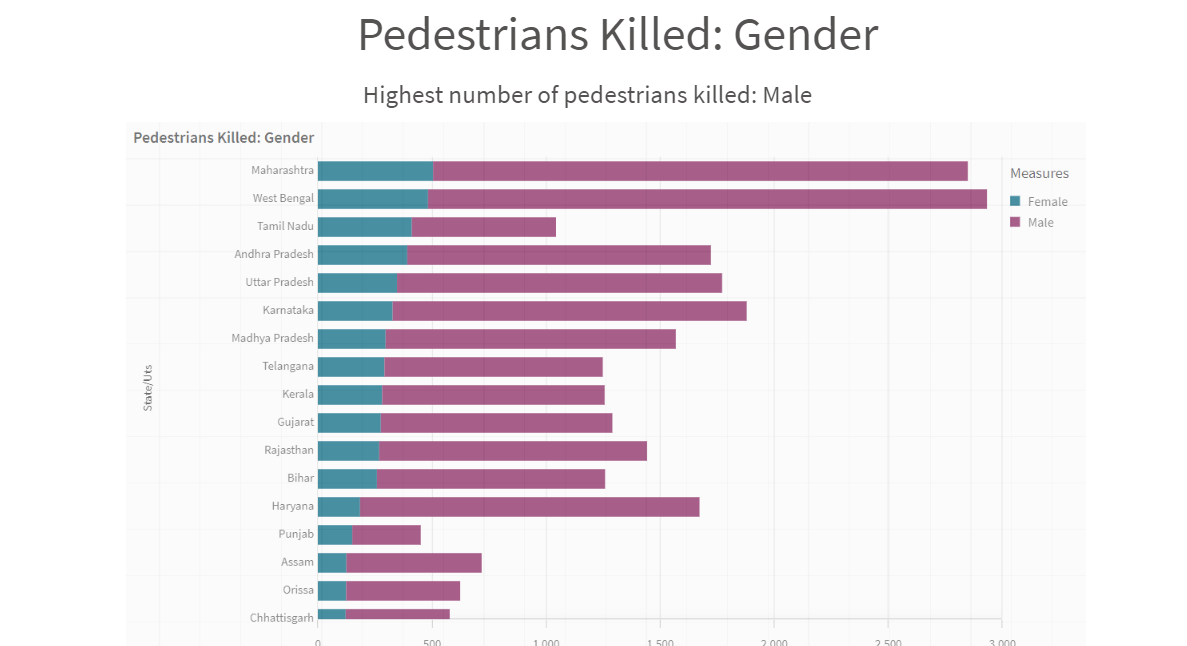 Pedestrians Killed: Gender
Highest number of pedestrians killed: Male
Pedestrians Killed: Gender
Measures
Female
Male
State/Uts
Maharashtra
West Bengal
Tamil Nadu
Andhra Pradesh
Uttar Pradesh
Karnataka
Madhya Pradesh
Telangana
Kerala
Gujarat
Rajasthan
Bihar
Haryana
Punjab
Assam
Orissa
Chhattisgarh
0 500 1,000 1,500 2,000 2,500 3,000